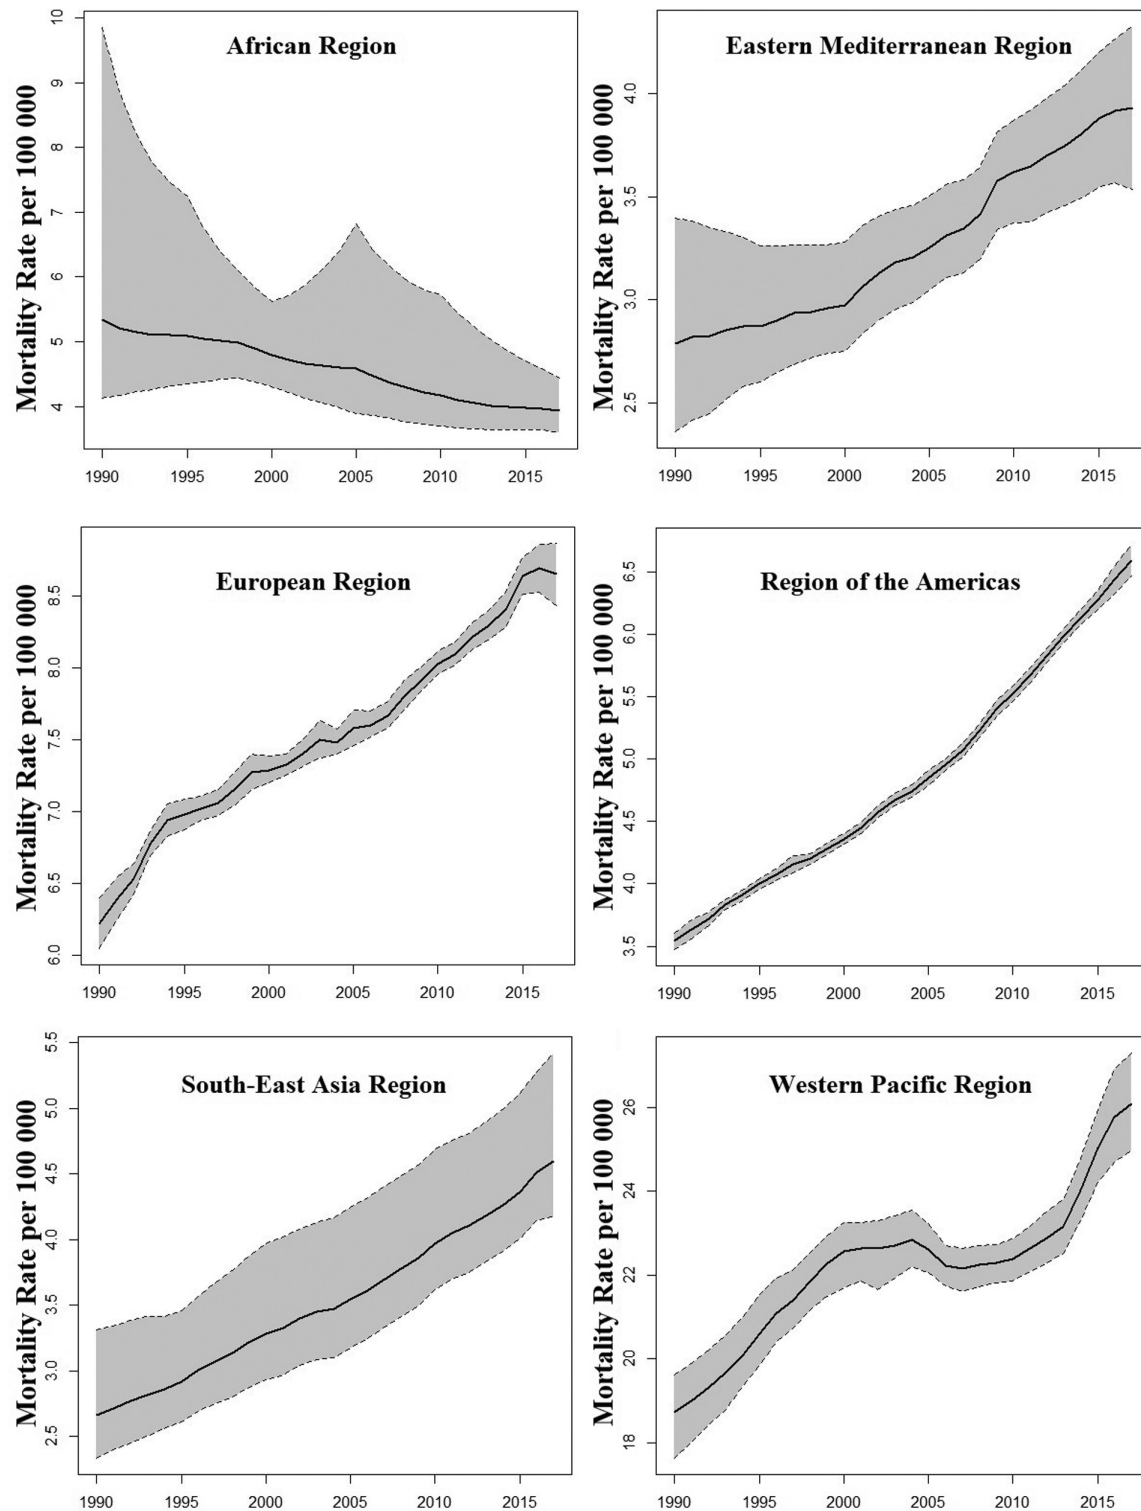 African Region
Mortality Rate per 100 000
10
9
8
7
6
5
4
1990 1995 2000 2005 2010 2015
Eastern Mediterranean Region
Mortality Rate per 100 000
4.0
3.5
3.0
2.5
1990 1995 2000 2005 2010 2015
European Region
Mortality Rate per 100 000
8.5
8.0
7.5
7.0
6.5
6.0
1990 1995 2000 2005 2010 2015
Region of the Americas
Mortality Rate per 100 000
6.5
6.0
5.5
5.0
4.5
4.0
3.5
1990 1995 2000 2005 2010 2015
South-East Asia Region
Mortality Rate per 100 000
5.5
5.0
4.5
4.0
3.5
3.0
2.5
1990 1995 2000 2005 2010 2015
Western Pacific Region
Mortality Rate per 100 000
26
24
22
20
18
1990 1995 2000 2005 2010 2015